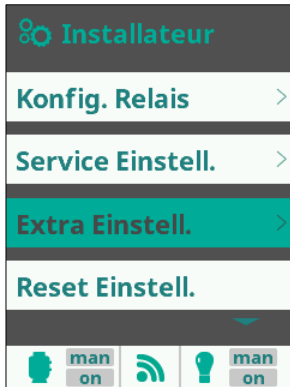 Installateur
Konfig. Relais
Service Einstell.
Extra Einstell.
Reset Einstell.
man man
on on